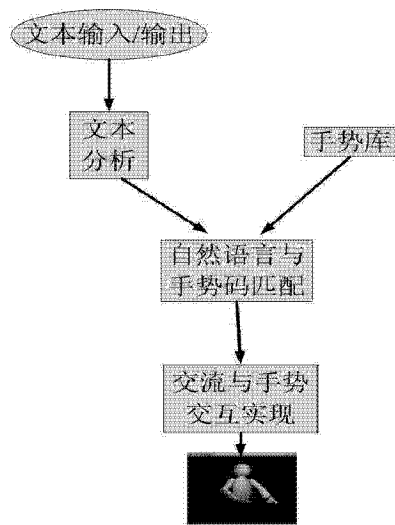 文本输入/输出
文本
分析
手势库
自然语言与
手势码匹配
交流与手势
交互实现